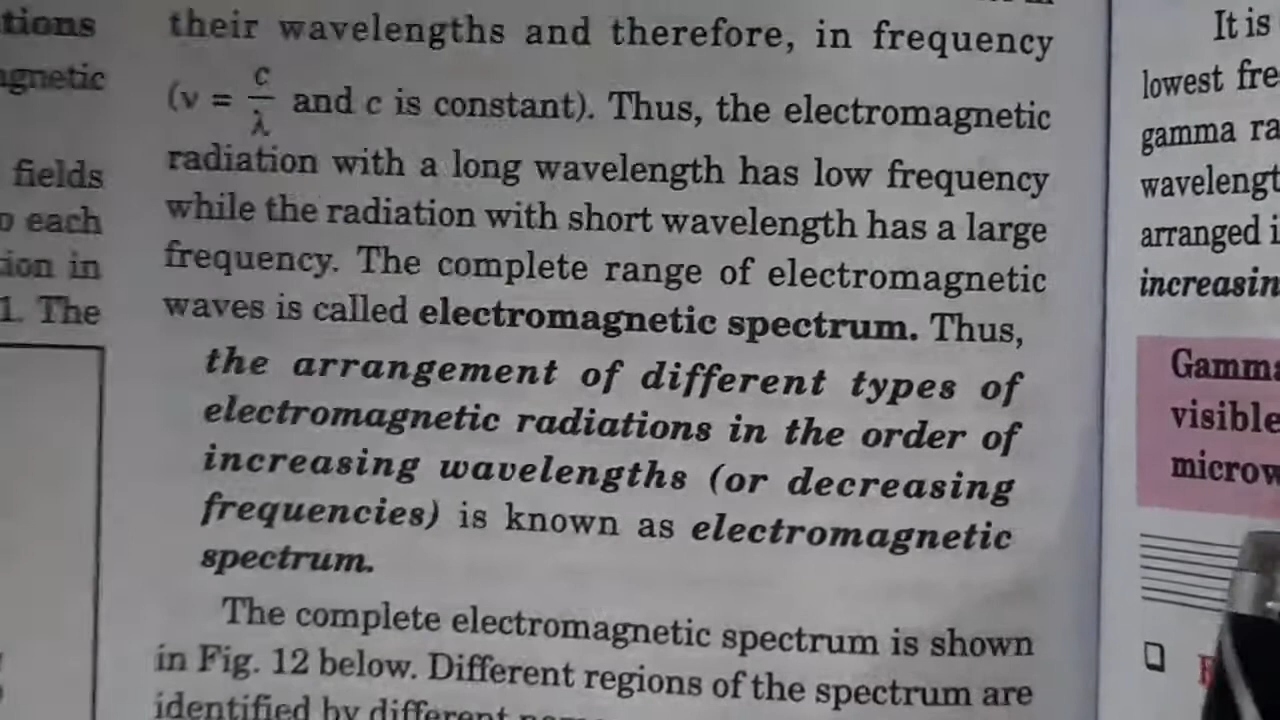 tions
agnetic
fields
each
ion in
1. The
their wavelengths and therefore, in frequency
(ν = c/λ and c is constant). Thus, the electromagnetic
radiation with a long wavelength has low frequency
while the radiation with short wavelength has a large
frequency. The complete range of electromagnetic
waves is called electromagnetic spectrum. Thus,
the arrangement of different types of
electromagnetic radiations in the order of
increasing wavelengths (or decreasing
frequencies) is known as electromagnetic
spectrum.
The complete electromagnetic spectrum is shown
in Fig. 12 below. Different regions of the spectrum are
identified by different
It is
lowest fre
gamma ra
wavelengt
arranged i
increasin
Gamma
visible
microw